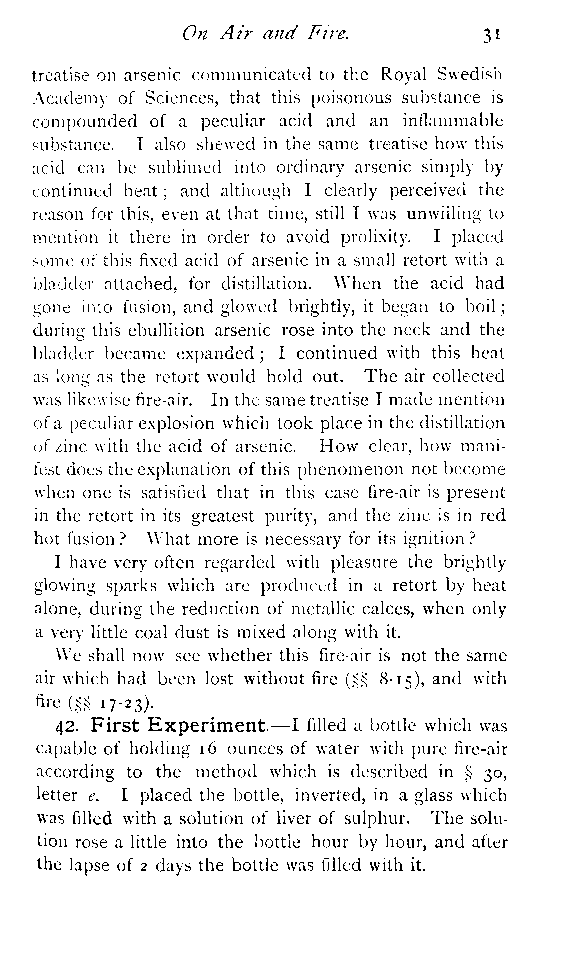 On Air and Fire. 31
treatise on arsenic communicated to the Royal Swedish
Academy of Sciences, that this poisonous substance is
compounded of a peculiar acid and an inflammable
substance. I also shewed in the same treatise how this
acid can be sublimed into ordinary arsenic simply by
continued heat; and although I clearly perceived the
reason for this, even at that time, still I was unwilling to
mention it there in order to avoid prolixity. I placed
some of this fixed acid of arsenic in a small retort with a
bladder attached, for distillation. When the acid had
gone into fusion, and glowed brightly, it began to boil;
during this ebullition arsenic rose into the neck and the
bladder became expanded; I continued with this heat
as long as the retort would hold out. The air collected
was likewise fire-air. In the same treatise I made mention
of a peculiar explosion which took place in the distillation
of zinc with the acid of arsenic. How clear, how mani-
fest does the explanation of this phenomenon not become
when one is satisfied that in this case fire-air is present
in the retort in its greatest purity, and the zinc is in red
hot fusion? What more is necessary for its ignition?
I have very often regarded with pleasure the brightly
glowing sparks which are produced in a retort by heat
alone, during the reduction of metallic calces, when only
a very little coal dust is mixed along with it.
We shall now see whether this fire-air is not the same
air which had been lost without fire (§§ 8-15), and with
fire (§§ 17-23).
42. First Experiment.—I filled a bottle which was
capable of holding 16 ounces of water with pure fire-air
according to the method which is described in § 30,
letter e. I placed the bottle, inverted, in a glass which
was filled with a solution of liver of sulphur. The solu-
tion rose a little into the bottle hour by hour, and after
the lapse of 2 days the bottle was filled with it.